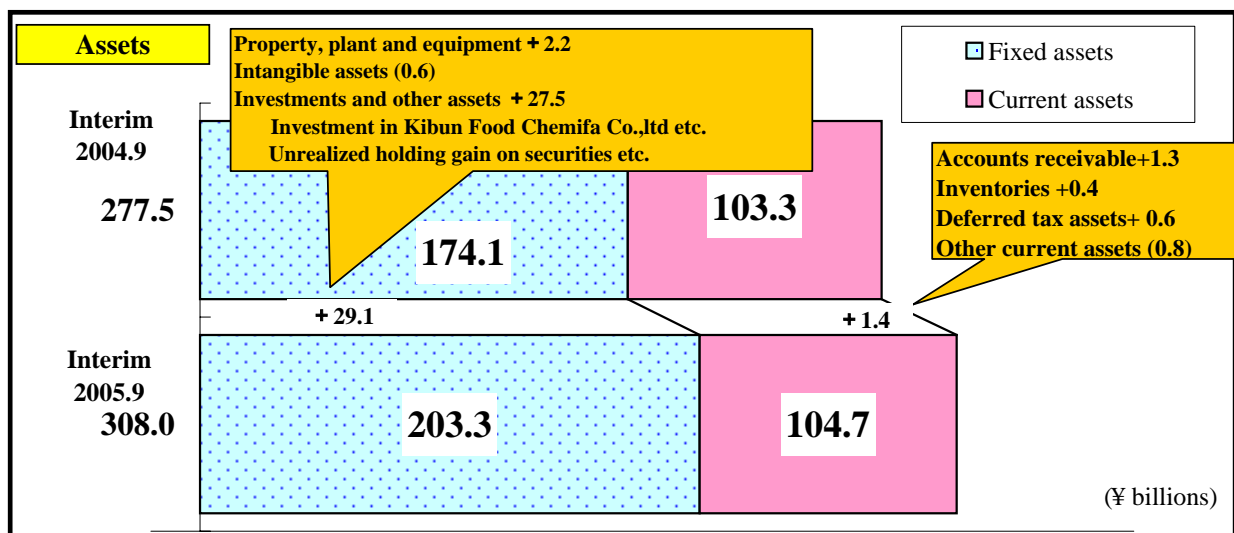 Assets
Property, plant and equipment + 2.2
Intangible assets (0.6)
Investments and other assets + 27.5
Investment in Kibun Food Chemifa Co.,ltd etc.
Unrealized holding gain on securities etc.
Fixed assets
Current assets
Interim
2004.9
277.5
174.1
103.3
Accounts receivable+1.3
Inventories +0.4
Deferred tax assets+ 0.6
Other current assets (0.8)
+ 29.1
+ 1.4
Interim
2005.9
308.0
203.3
104.7
(¥ billions)